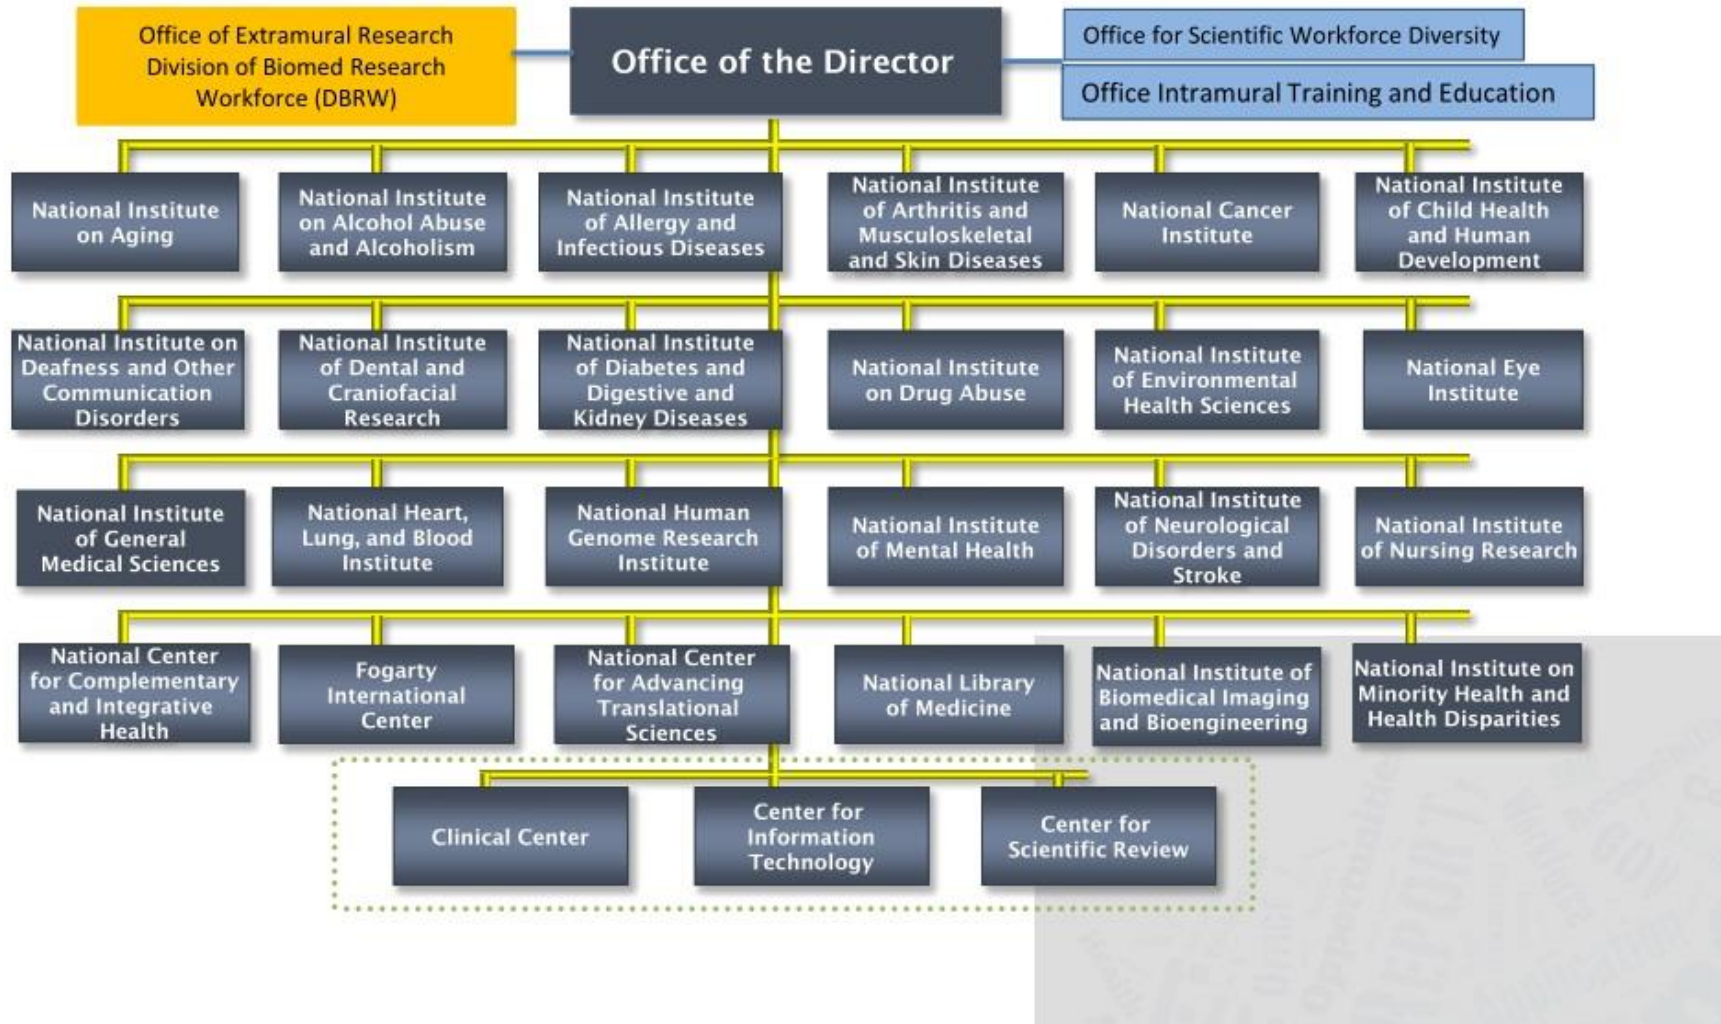 Office of Extramural Research
Division of Biomed Research
Workforce (DBRW)
Office of the Director
Office for Scientific Workforce Diversity
Office Intramural Training and Education
National Institute
on Aging
National Institute
on Alcohol Abuse
and Alcoholism
National Institute
of Allergy and
Infectious Diseases
National Institute
of Arthritis and
Musculoskeletal
and Skin Diseases
National Cancer
Institute
National Institute
of Child Health
and Human
Development
National Institute on
Deafness and Other
Communication
Disorders
National Institute
of Dental and
Craniofacial
Research
National Institute
of Diabetes and
Digestive and
Kidney Diseases
National Institute
on Drug Abuse
National Institute
of Environmental
Health Sciences
National Eye
Institute
National Institute
of General
Medical Sciences
National Heart,
Lung, and Blood
Institute
National Human
Genome Research
Institute
National Institute
of Mental Health
National Institute
of Neurological
Disorders and
Stroke
National Institute
of Nursing Research
National Center
for Complementary
and Integrative
Health
Fogarty
International
Center
National Center
for Advancing
Translational
Sciences
National Library
of Medicine
National Institute of
Biomedical Imaging
and Bioengineering
National Institute on
Minority Health and
Health Disparities
Clinical Center
Center for
Information
Technology
Center for
Scientific Review
REPORT